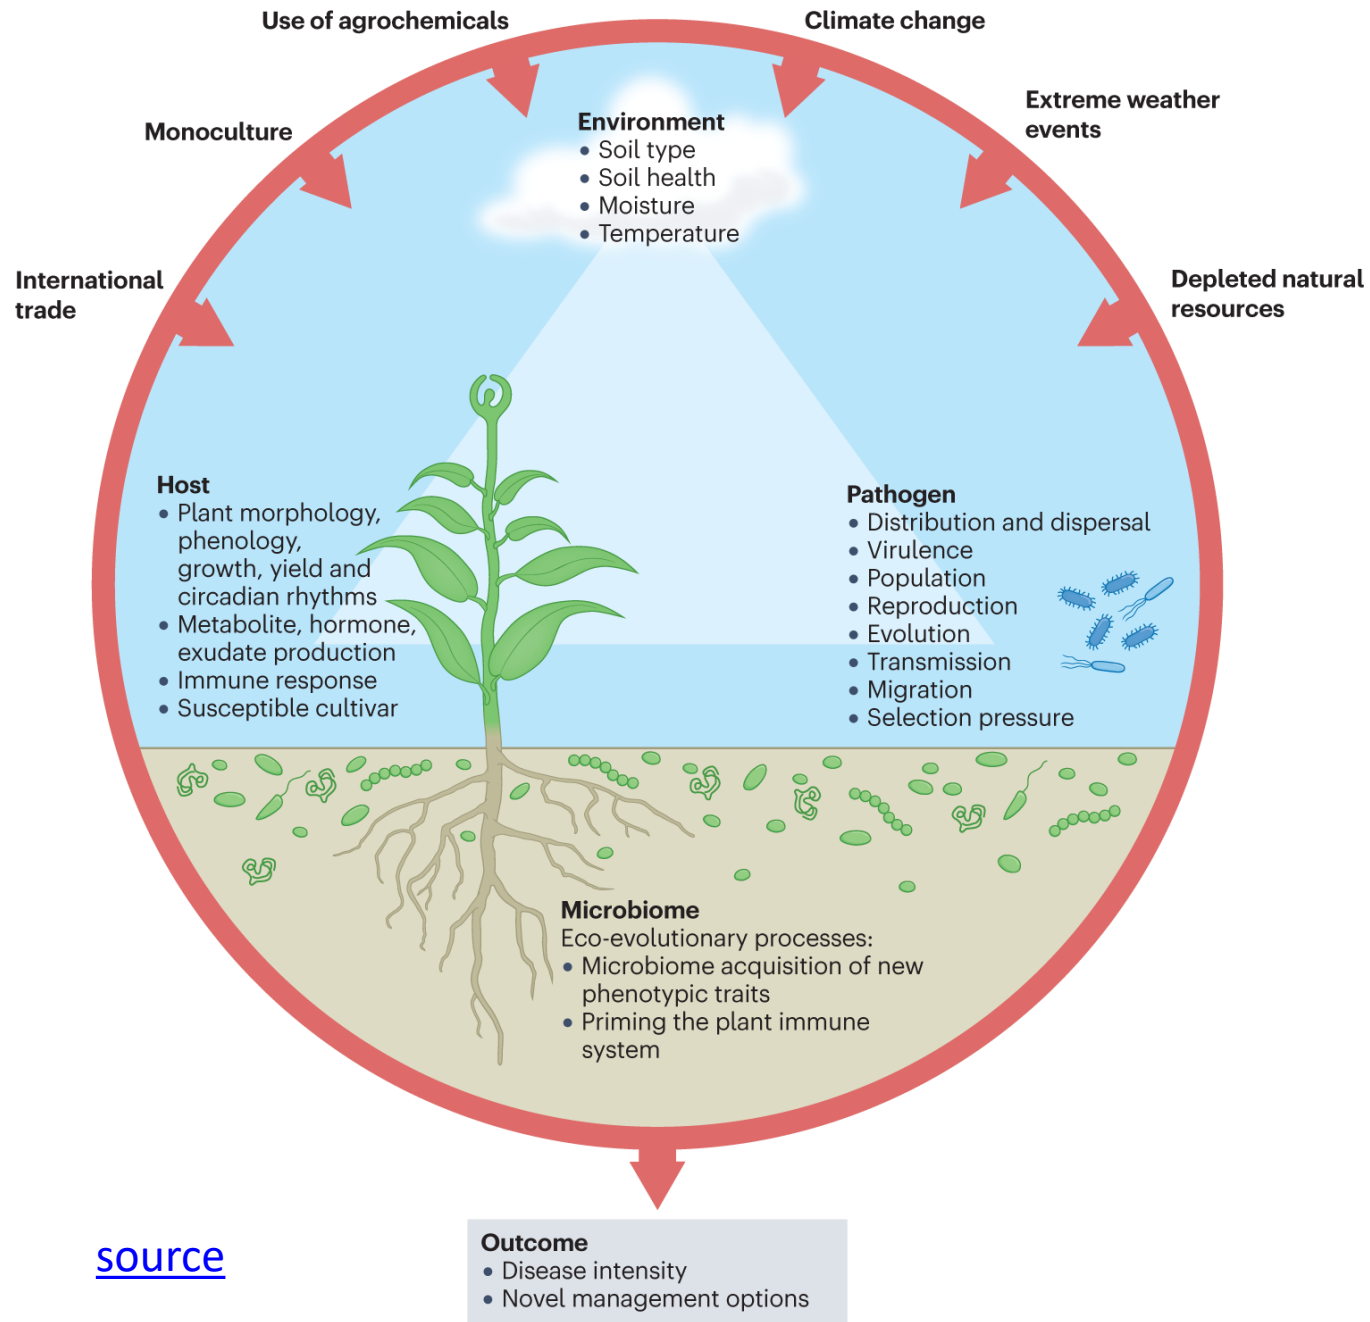 Use of agrochemicals
Climate change
Monoculture
Extreme weather
events
International
trade
Depleted natural
resources
Environment
• Soil type
• Soil health
• Moisture
• Temperature
Host
• Plant morphology,
phenology,
growth, yield and
circadian rhythms
• Metabolite, hormone,
exudate production
• Immune response
• Susceptible cultivar
Pathogen
• Distribution and dispersal
• Virulence
• Population
• Reproduction
• Evolution
• Transmission
• Migration
• Selection pressure
Microbiome
Eco-evolutionary processes:
• Microbiome acquisition of new
phenotypic traits
• Priming the plant immune
system
Outcome
• Disease intensity
• Novel management options
source